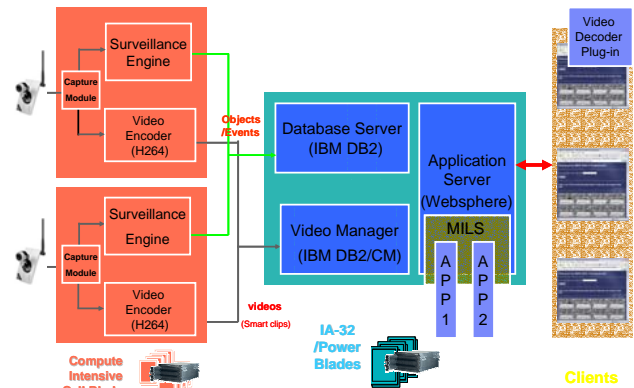 Surveillance
Engine
Capture
Module
Video
Encoder
(H264)
Objects
/Events
Surveillance
Engine
Capture
Module
Video
Encoder
(H264)
videos
(Smart clips)
Compute
Intensive
Database Server
(IBM DB2)
Video Manager
(IBM DB2/CM)
Application
Server
(Websphere)
MILS
APP1
APP2
IA-32
/Power
Blades
Video
Decoder
Plug-in
Clients